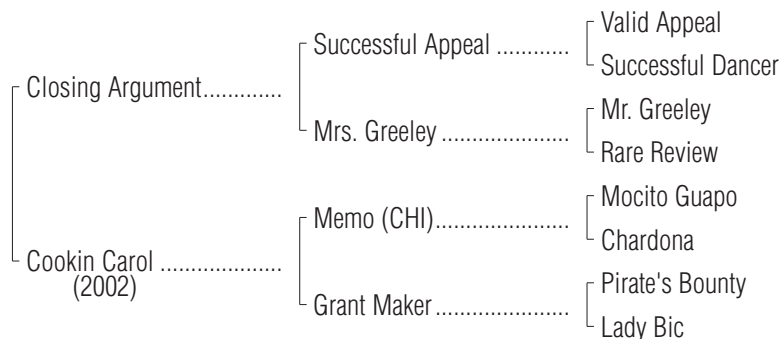 Valid Appeal
Successful Appeal ............
Successful Dancer
Closing Argument.............
Mr. Greeley
Mrs. Greeley .....................
Rare Review
Mocito Guapo
Memo (CHI)......................
Chardona
Cookin Carol ....................
(2002)
Pirate's Bounty
Grant Maker......................
Lady Bic